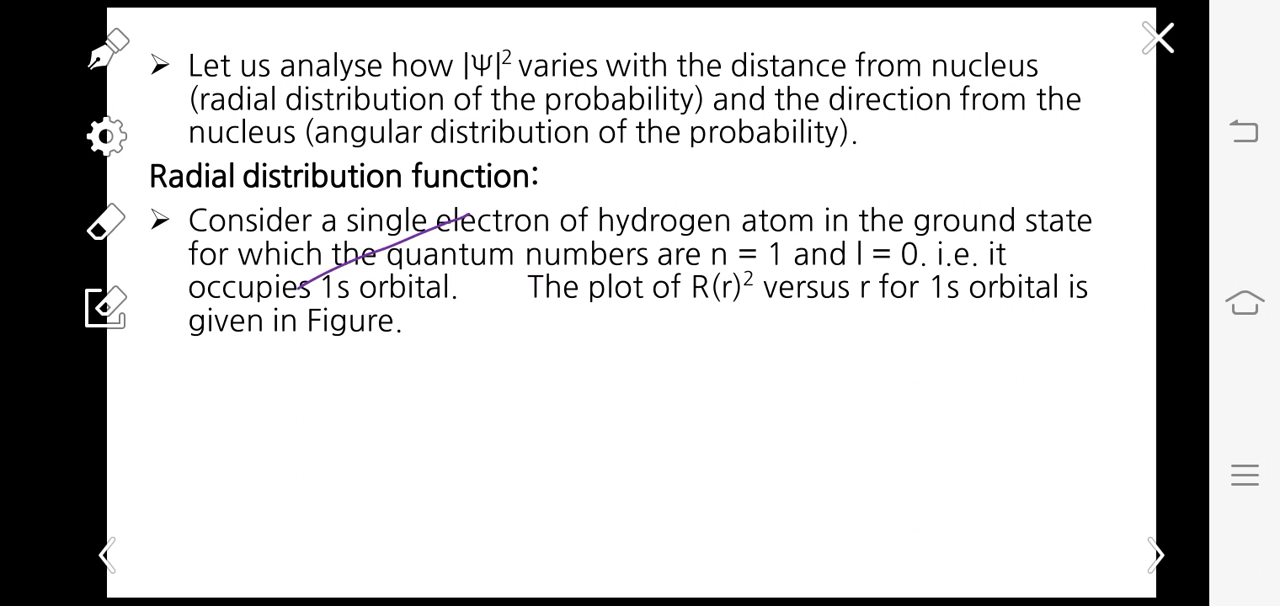 ➢ Let us analyse how |Ψ|² varies with the distance from nucleus
(radial distribution of the probability) and the direction from the
nucleus (angular distribution of the probability).
Radial distribution function:
➢ Consider a single electron of hydrogen atom in the ground state
for which the quantum numbers are n = 1 and l = 0. i.e. it
occupies 1s orbital. The plot of R(r)² versus r for 1s orbital is
given in Figure.